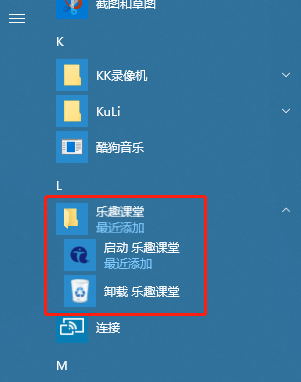 截图和草图
K
KK录像机
KuLi
酷狗音乐
L
乐趣课堂
最近添加
启动 乐趣课堂
最近添加
卸载 乐趣课堂
连接
M